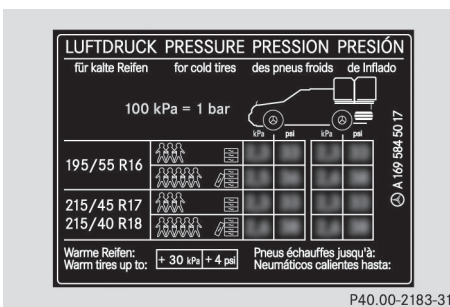 LUFTDRUCK PRESSURE PRESSION PRESIÓN
für kalte Reifen for cold tires des pneus froids de Inflado
100 kPa = 1 bar
kPa psi kPa psi
195/55 R16
215/45 R17
215/40 R18
A 169 584 50 17
Warme Reifen: + 30 kPa + 4 psi Pneus échauffes jusqu'à:
Warm tires up to: Neumáticos calientes hasta:
P40.00-2183-31